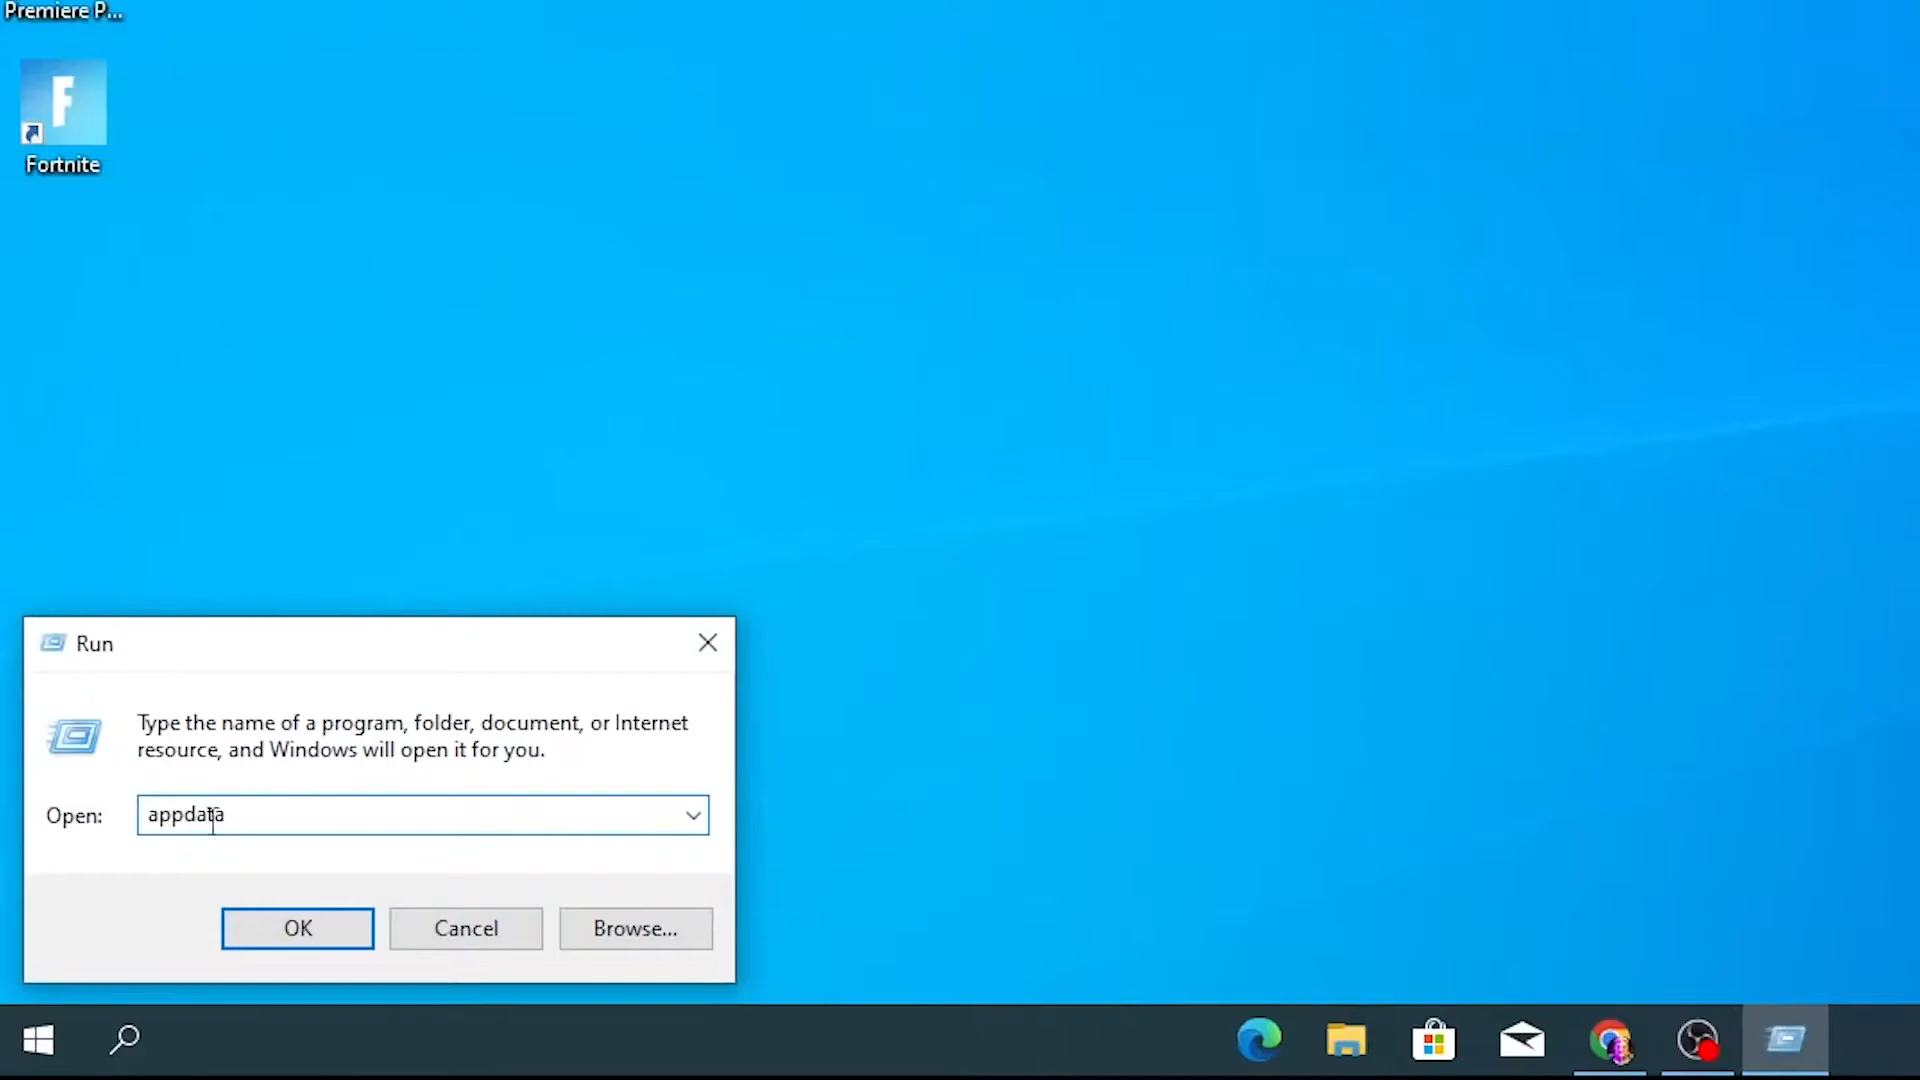 Premiere P...
Fortnite
Run
Type the name of a program, folder, document, or Internet
resource, and Windows will open it for you.
Open:
appdata
OK
Cancel
Browse...